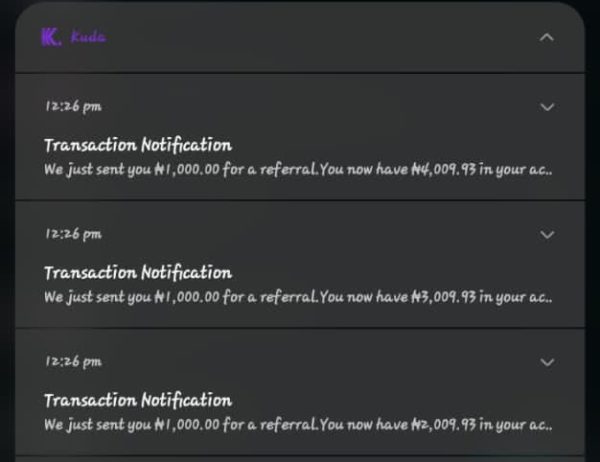 K. Kuda
12:26 pm
Transaction Notification
We just sent you ₦1,000.00 for a referral.You now have ₦4,009.93 in your ac..
12:26 pm
Transaction Notification
We just sent you ₦1,000.00 for a referral.You now have ₦3,009.93 in your ac..
12:26 pm
Transaction Notification
We just sent you ₦1,000.00 for a referral.You now have ₦2,009.93 in your ac..